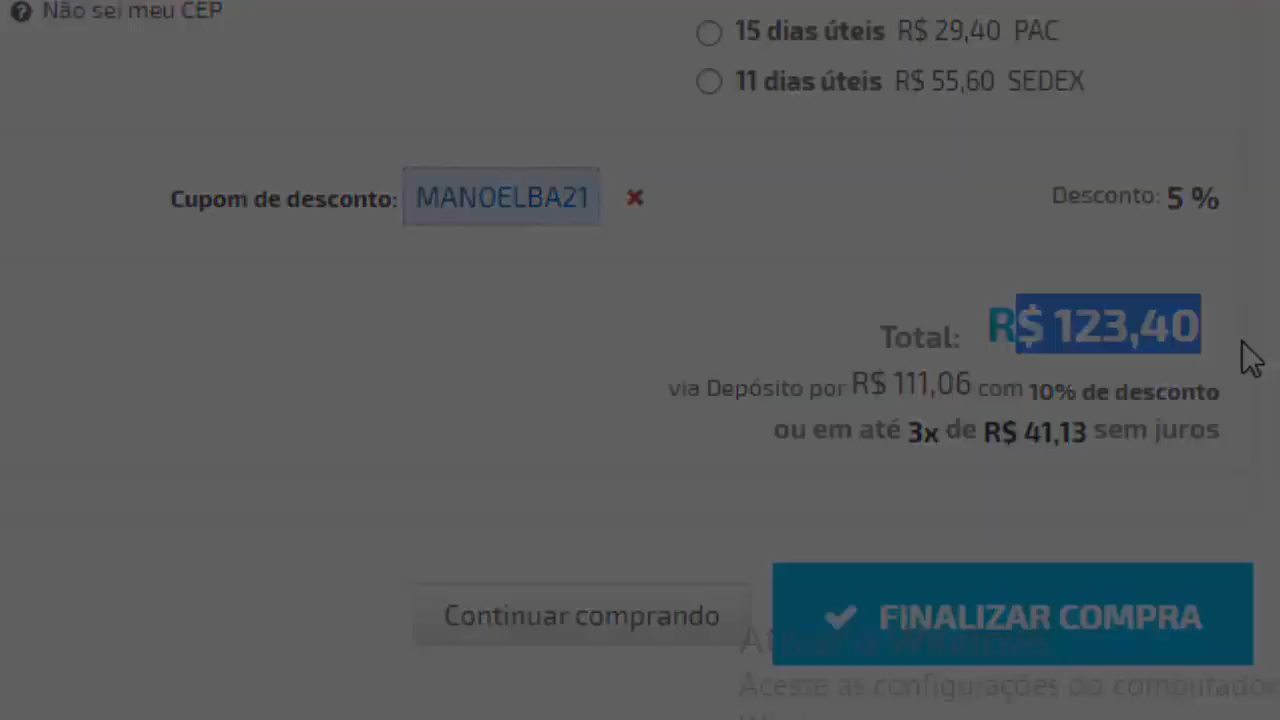 ? Não sei meu CEP
15 dias úteis R$ 29,40 PAC
11 dias úteis R$ 55,60 SEDEX
Cupom de desconto: MANOELBA21
Desconto: 5 %
Total: R$ 123,40
via Depósito por R$ 111,06 com 10% de desconto
ou em até 3x de R$ 41,13 sem juros
Continuar comprando
FINALIZAR COMPRA
Acesse as configurações do computador